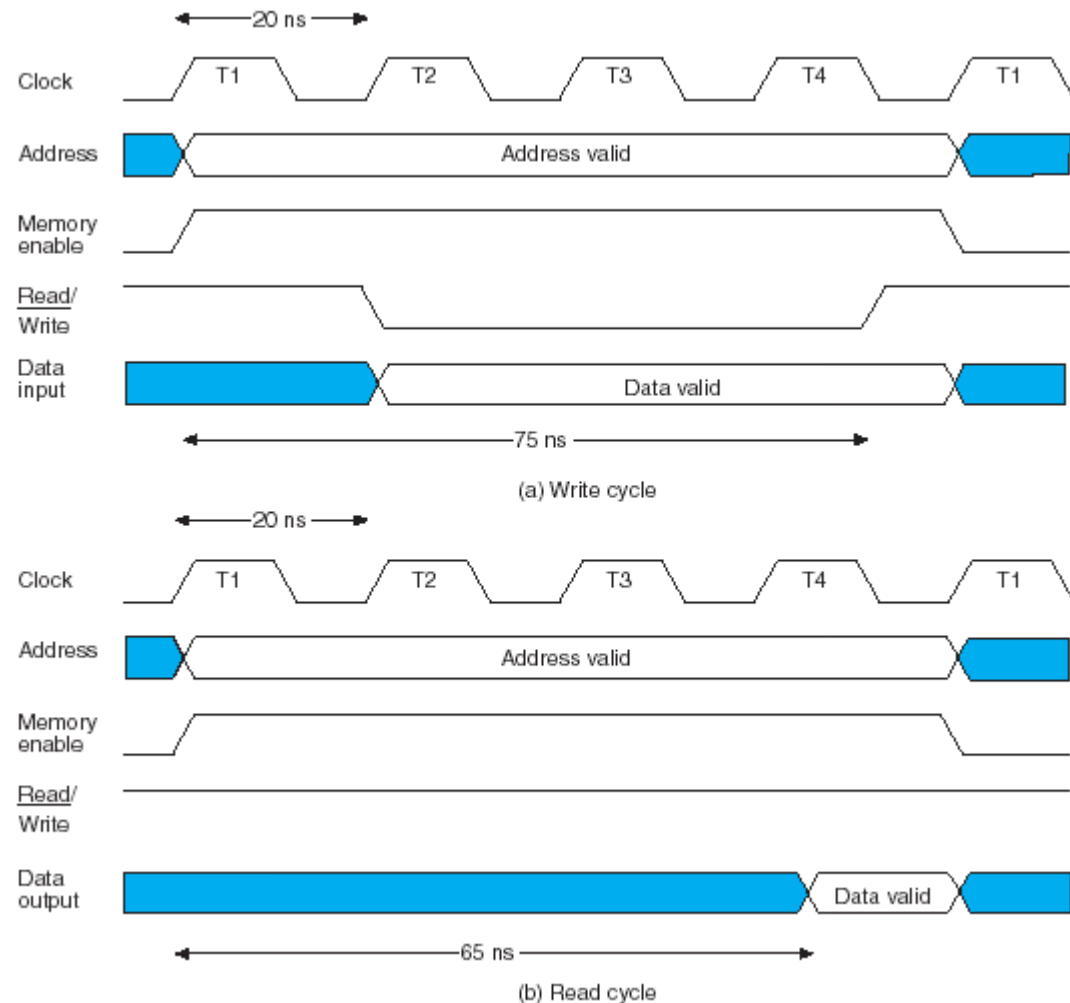 20 ns
Clock T1 T2 T3 T4 T1
Address Address valid
Memory
enable
Read/
Write
Data
input Data valid
75 ns
(a) Write cycle
20 ns
Clock T1 T2 T3 T4 T1
Address Address valid
Memory
enable
Read/
Write
Data
output Data valid
65 ns
(b) Read cycle